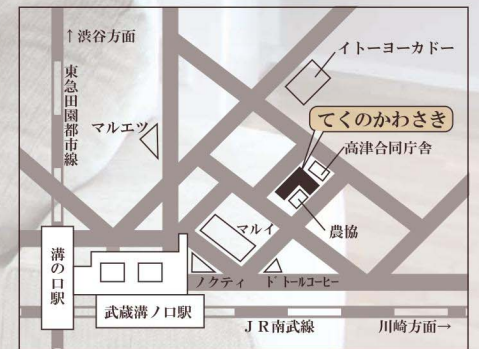 ↑渋谷方面
東急田園都市線
イトーヨーカドー
マルエツ
てくのかわさき
高津合同庁舎
農協
マルイ
ノクティ
ドトールコーヒー
溝の口駅
武蔵溝ノ口駅
JR南武線
川崎方面→